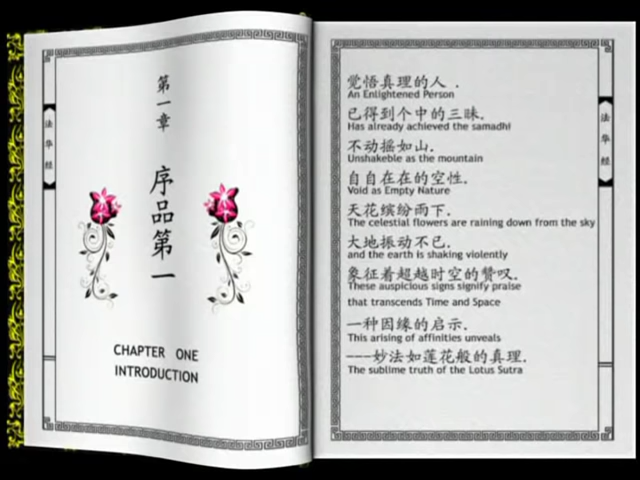 法华经
第一章
序品第一
CHAPTER ONE
INTRODUCTION
觉悟真理的人 .
An Enlightened Person
已得到个中的三昧.
Has already achieved the samadhi
不动摇如山.
Unshakeble as the mountain
自自在在的空性.
Void as Empty Nature
天花缤纷雨下.
The celestial flowers are raining down from the sky
大地振动不已.
and the earth is shaking violently
象征着超越时空的赞叹.
These auspicious signs signify praise
that transcends Time and Space
一种因缘的启示.
This arising of affinities unveals
---妙法如莲花般的真理.
The sublime truth of the Lotus Sutra
法华经